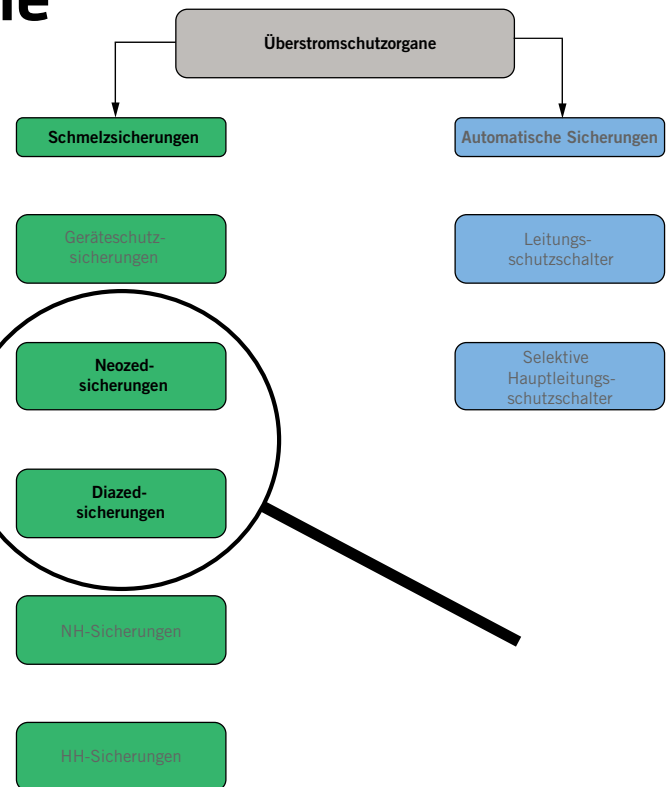 Überstromschutzorgane
Schmelzsicherungen
Automatische Sicherungen
Geräteschutz-
sicherungen
Leitungs-
schutzschalter
Neozed-
sicherungen
Selektive
Hauptleitungs-
schutzschalter
Diazed-
sicherungen
NH-Sicherungen
HH-Sicherungen